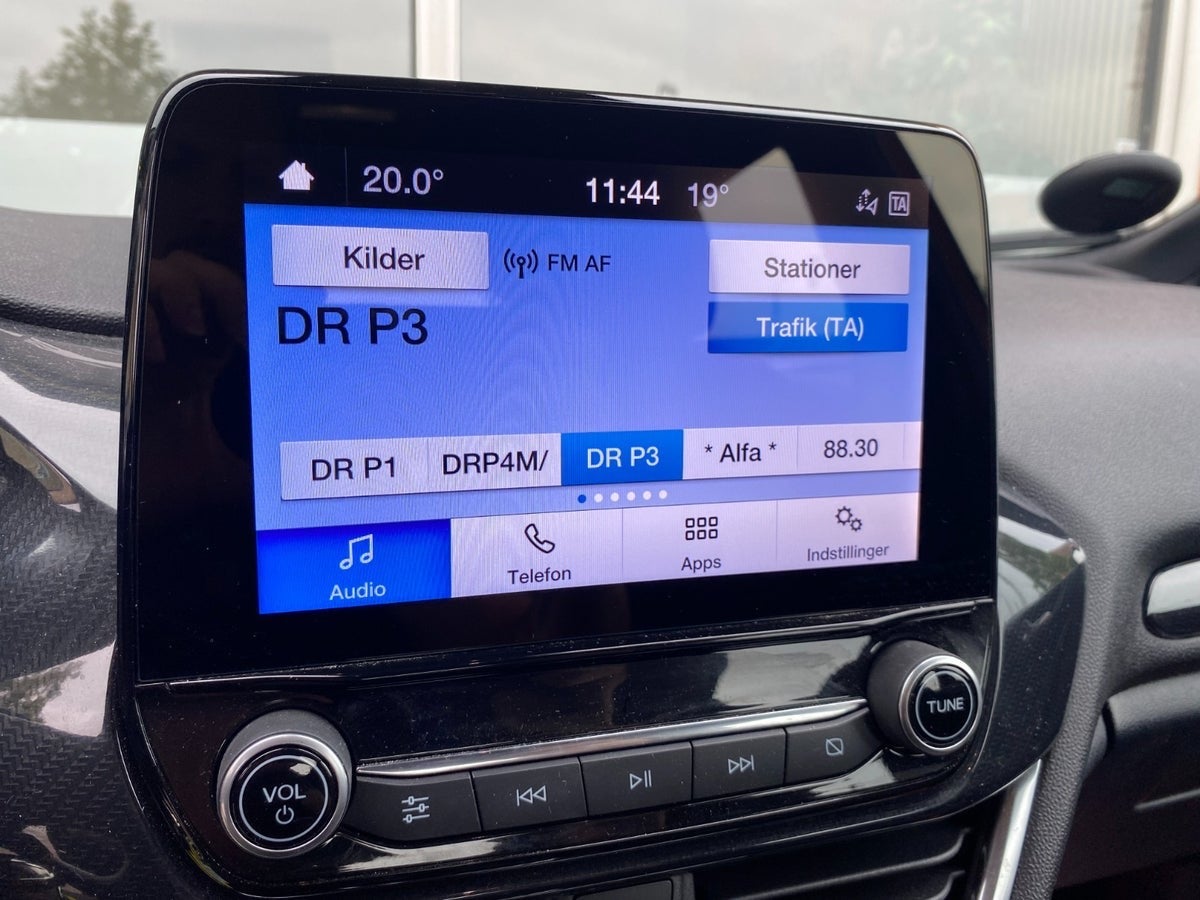 20.0° 11:44 19° TA
Kilder FM AF Stationer
DR P3 Trafik (TA)
DR P1 DRP4M/ DR P3 * Alfa * 88.30
Audio Telefon Apps Indstillinger
TUNE
VOL